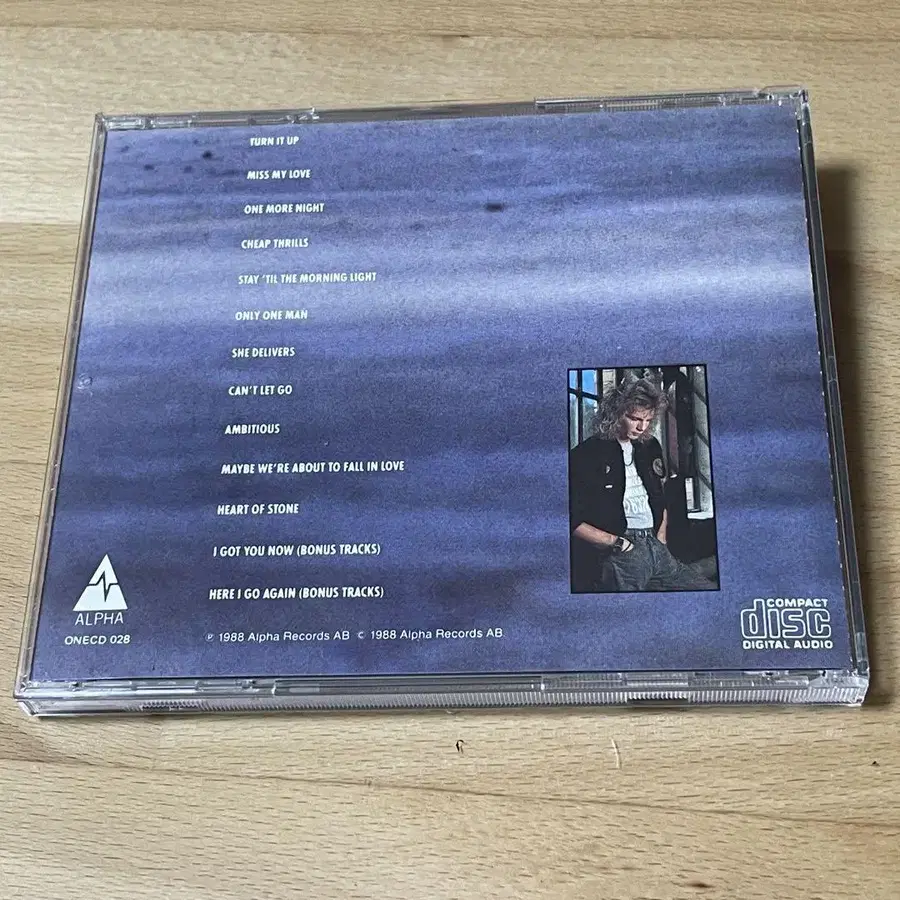 TURN IT UP
MISS MY LOVE
ONE MORE NIGHT
CHEAP THRILLS
STAY 'TIL THE MORNING LIGHT
ONLY ONE MAN
SHE DELIVERS
CAN'T LET GO
AMBITIOUS
MAYBE WE'RE ABOUT TO FALL IN LOVE
HEART OF STONE
I GOT YOU NOW (BONUS TRACKS)
HERE I GO AGAIN (BONUS TRACKS)
ALPHA
ONECD 028
℗ 1988 Alpha Records AB © 1988 Alpha Records AB
COMPACT
disc
DIGITAL AUDIO